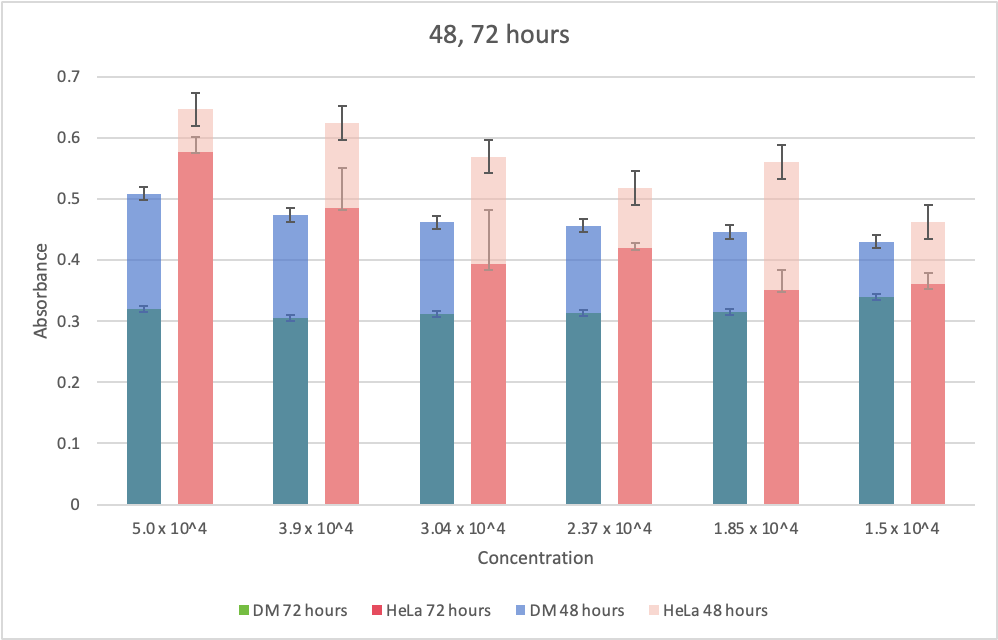 48, 72 hours
0.7
0.6
0.5
0.4
0.3
0.2
0.1
0
Absorbance
5.0 x 10^4 3.9 x 10^4 3.04 x 10^4 2.37 x 10^4 1.85 x 10^4 1.5 x 10^4
Concentration
DM 72 hours HeLa 72 hours DM 48 hours HeLa 48 hours